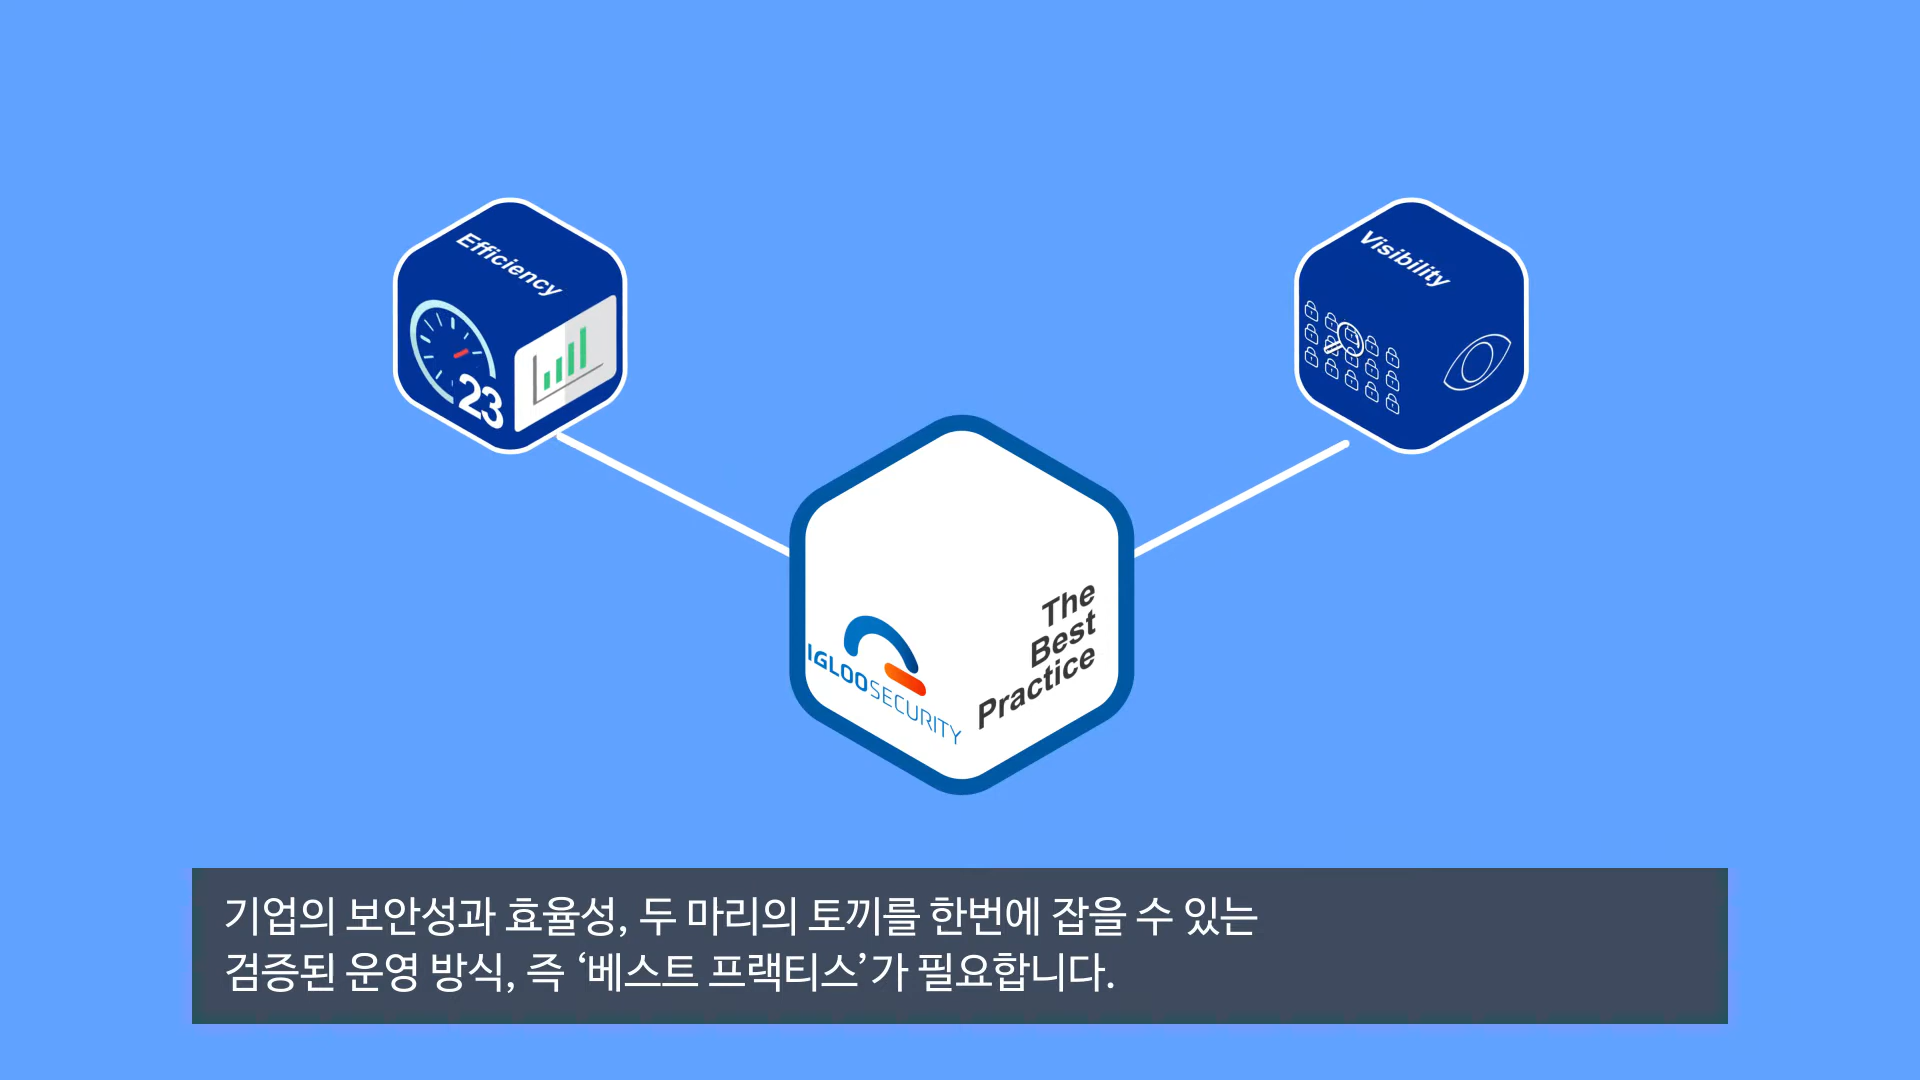 Efficiency
23
Visibility
IGLOOSECURITY
The
Best
Practice
기업의 보안성과 효율성, 두 마리의 토끼를 한번에 잡을 수 있는
검증된 운영 방식, 즉 ‘베스트 프랙티스’가 필요합니다.